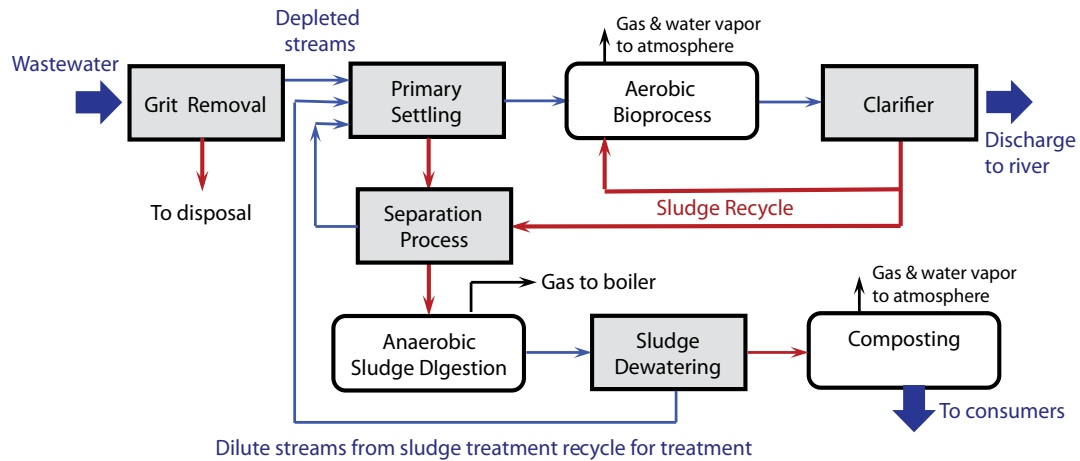 Depleted
streams
Gas & water vapor
to atmosphere
Wastewater
Grit Removal
Primary
Settling
Aerobic
Bioprocess
Clarifier
Discharge
to river
To disposal
Separation
Process
Sludge Recycle
Gas to boiler
Gas & water vapor
to atmosphere
Anaerobic
Sludge DIgestion
Sludge
Dewatering
Composting
To consumers
Dilute streams from sludge treatment recycle for treatment